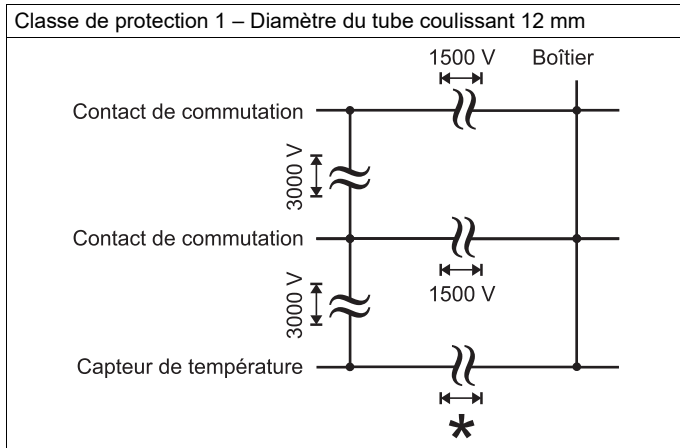 Classe de protection 1 – Diamètre du tube coulissant 12 mm
1500 V
Boîtier
Contact de commutation
3000 V
Contact de commutation
1500 V
3000 V
Capteur de température
*